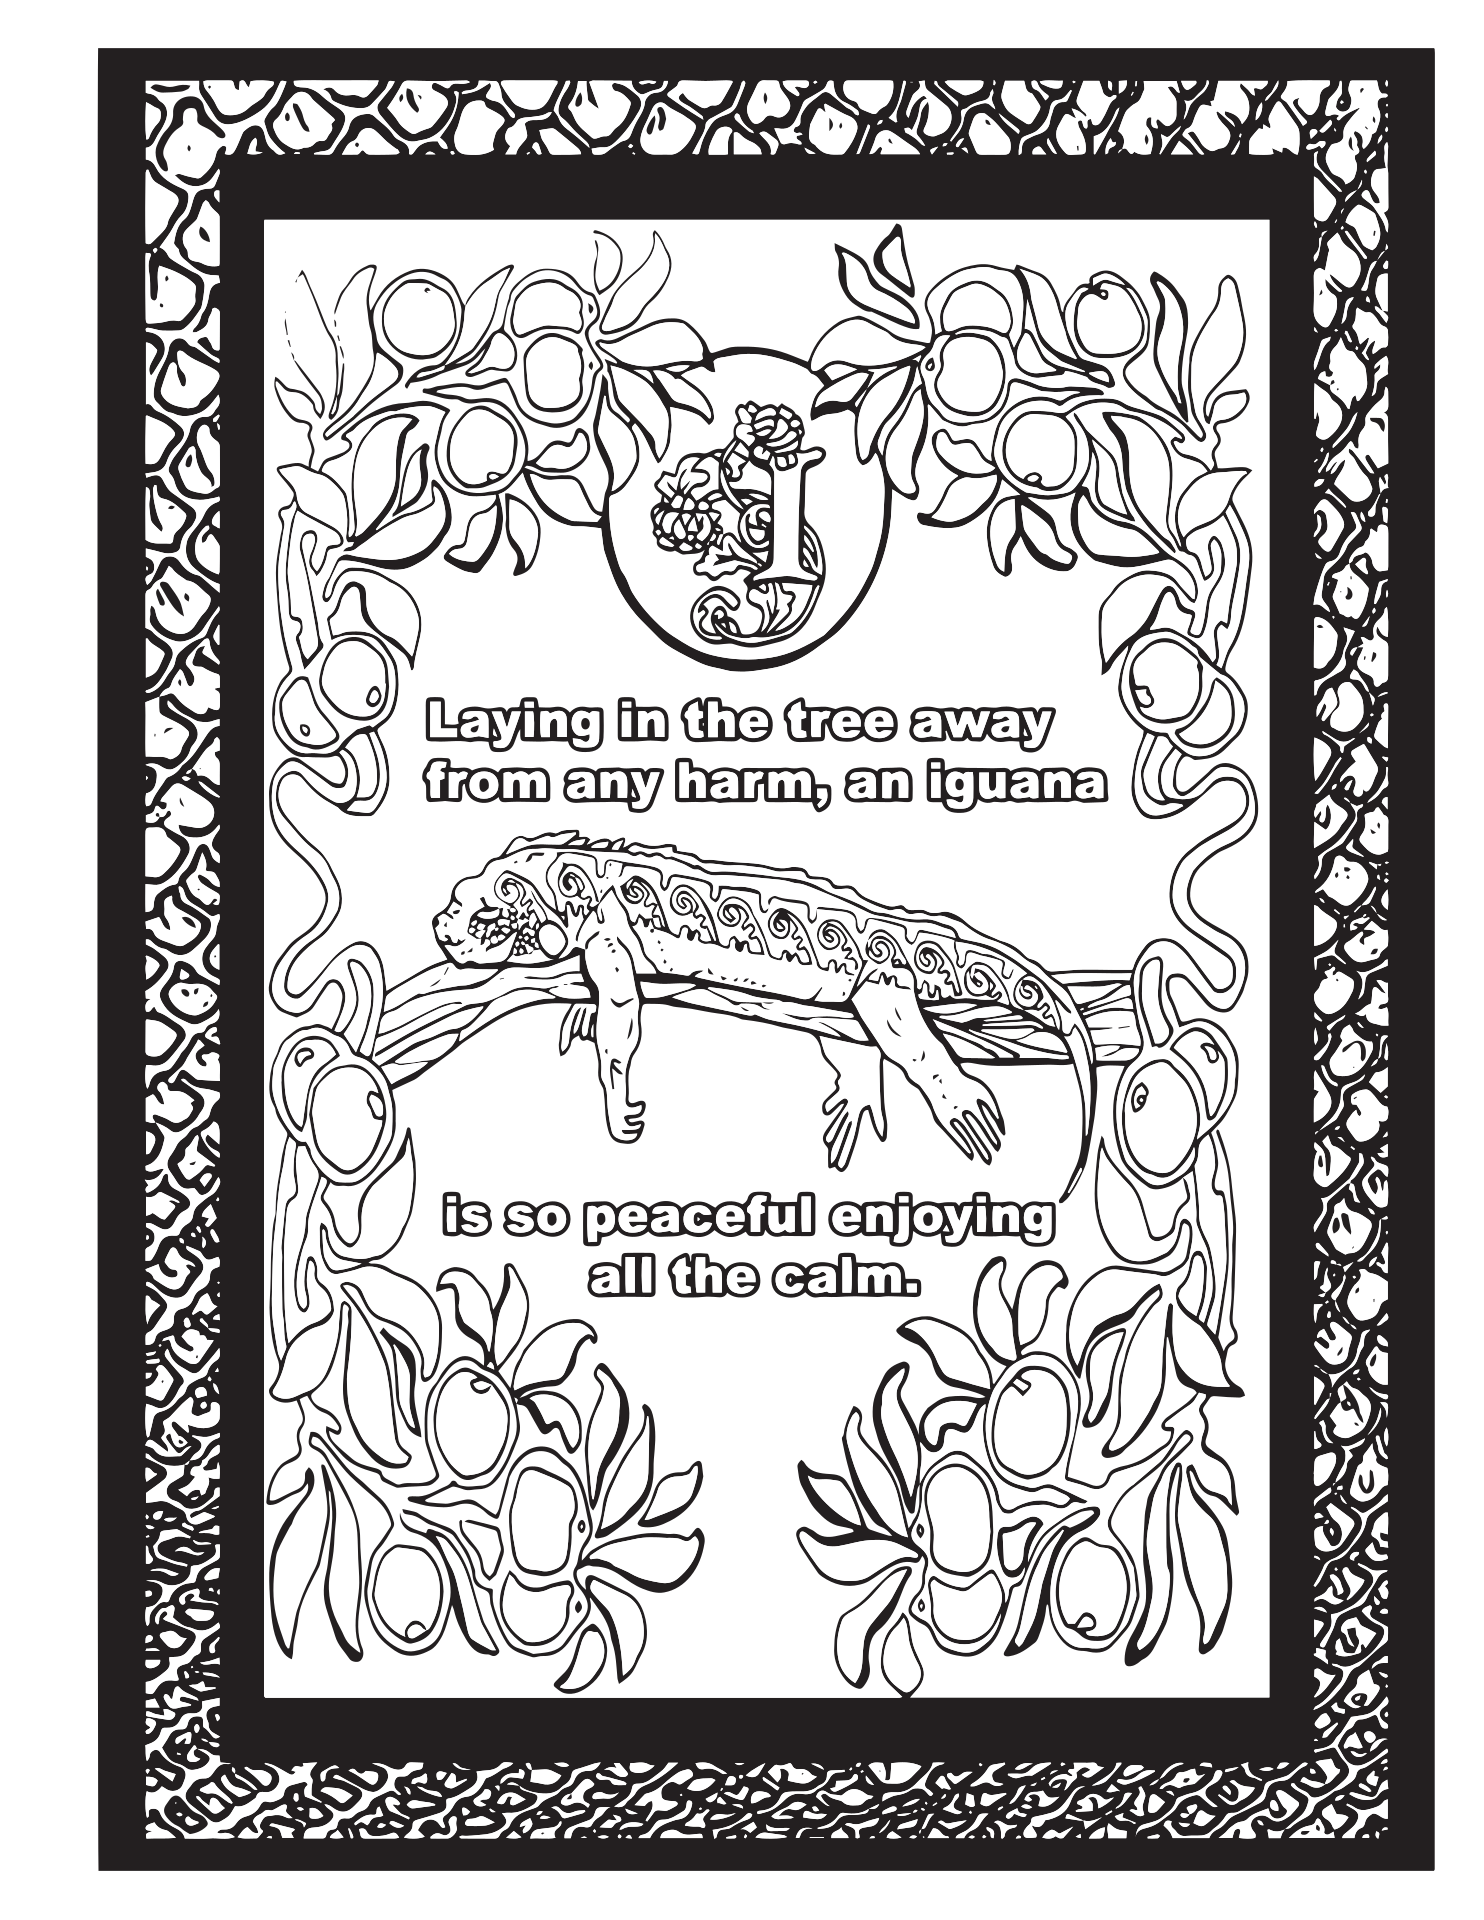 I
Laying in the tree away
from any harm, an iguana
is so peaceful enjoying
all the calm.